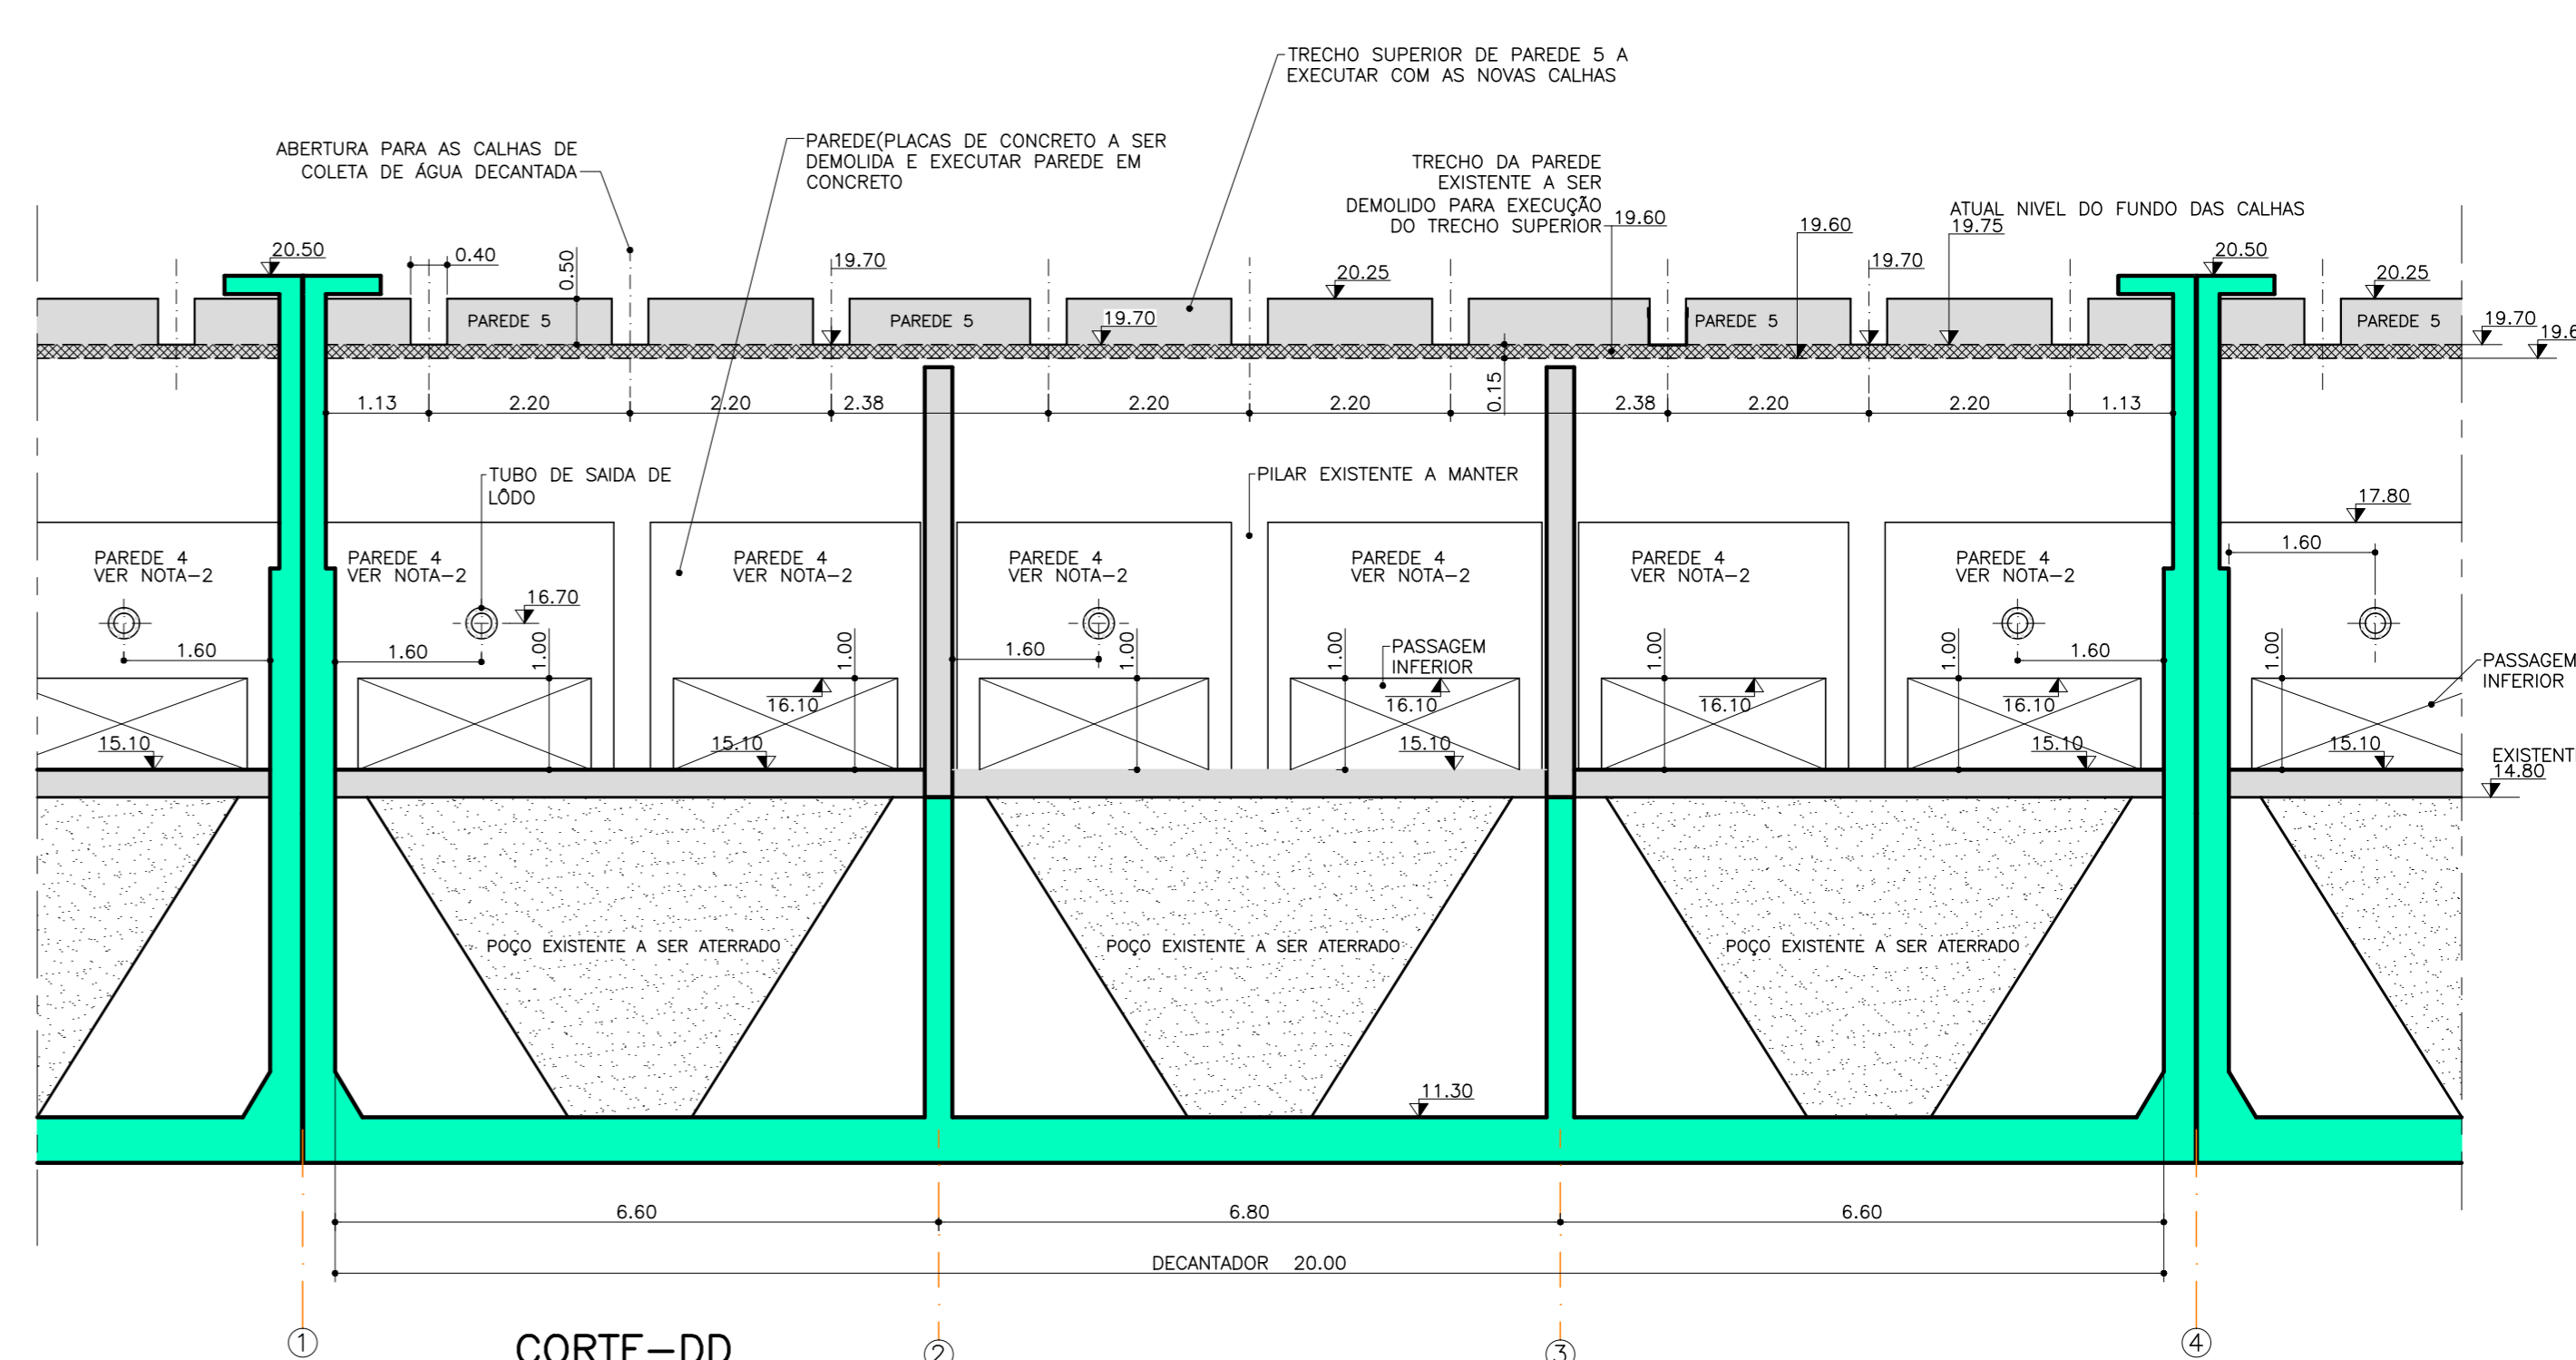 TRECHO SUPERIOR DE PAREDE 5 A
EXECUTAR COM AS NOVAS CALHAS
ABERTURA PARA AS CALHAS DE
COLETA DE ÁGUA DECANTADA
PAREDE(PLACAS DE CONCRETO A SER
DEMOLIDA E EXECUTAR PAREDE EM
CONCRETO
TRECHO DA PAREDE
EXISTENTE A SER
DEMOLIDO PARA EXECUÇÃO
DO TRECHO SUPERIOR
19.60
19.60
ATUAL NIVEL DO FUNDO DAS CALHAS
19.75
20.50
0.40
0.50
19.70
20.25
19.70
20.50
20.25
PAREDE 5
PAREDE 5
19.70
PAREDE 5
PAREDE 5
19.70
19.6
1.13
2.20
2.20
2.38
2.20
2.20
0.15
2.38
2.20
2.20
1.13
TUBO DE SAIDA DE
LÔDO
PILAR EXISTENTE A MANTER
17.80
PAREDE 4
VER NOTA-2
PAREDE 4
VER NOTA-2
PAREDE 4
VER NOTA-2
PAREDE 4
VER NOTA-2
PAREDE 4
VER NOTA-2
PAREDE 4
VER NOTA-2
PAREDE 4
VER NOTA-2
1.60
16.70
1.60
1.60
1.00
1.00
1.60
1.00
1.00
PASSAGEM
INFERIOR
1.00
1.00
1.60
1.00
PASSAGEM
INFERIOR
16.10
16.10
16.10
16.10
15.10
15.10
15.10
15.10
15.10
EXISTENT
14.80
POÇO EXISTENTE A SER ATERRADO
POÇO EXISTENTE A SER ATERRADO
POÇO EXISTENTE A SER ATERRADO
11.30
6.60
6.80
6.60
DECANTADOR 20.00
1
2
3
4
CORTE-DD